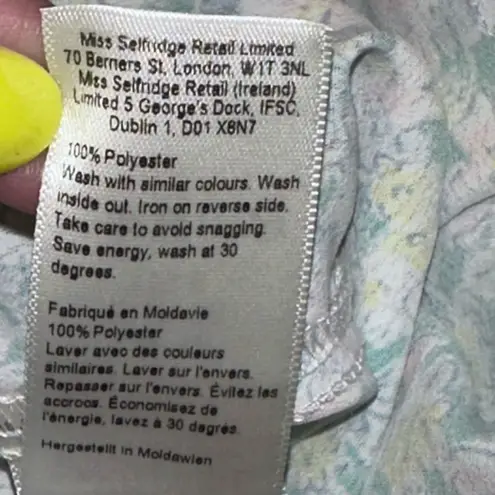 Miss Selfridge Retail Limited
70 Berners St, London, W1T 3NL
Miss Selfridge Retail (Ireland)
Limited 5 George's Dock, IFSC,
Dublin 1, D01 X8N7
100% Polyester
Wash with similar colours. Wash
inside out. Iron on reverse side.
Take care to avoid snagging.
Save energy, wash at 30
degrees.
Fabriqué en Moldavie
100% Polyester
Laver avec des couleurs
similaires. Laver sur l'envers.
Repasser sur l'envers. Évitez les
accrocs. Économisez de
l'énergie, lavez à 30 degrés.
Hergestellt in Moldawien